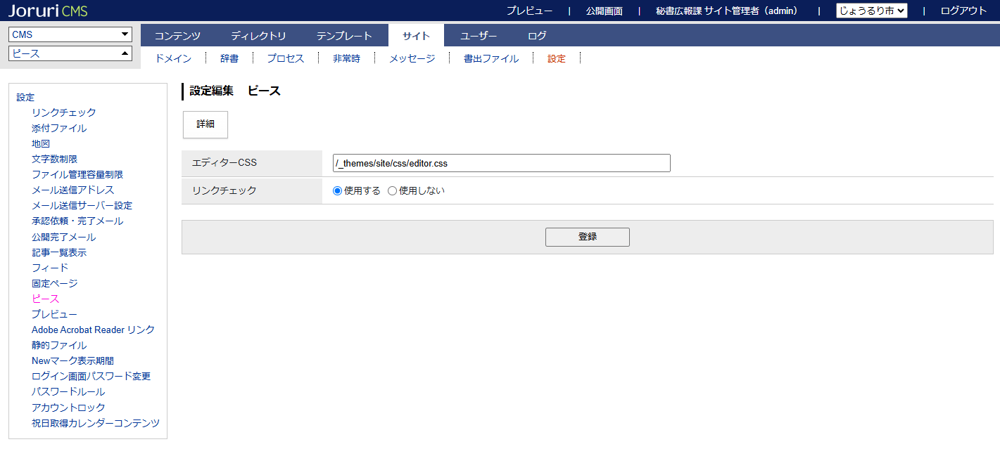 Joruri CMS
プレビュー | 公開画面 | 秘書広報課 サイト管理者（admin） | じょうるり市 | ログアウト
CMS
ピース
コンテンツ ディレクトリ テンプレート サイト ユーザー ログ
ドメイン 辞書 プロセス 非常時 メッセージ 書出ファイル 設定
設定
リンクチェック
添付ファイル
地図
文字数制限
ファイル管理容量制限
メール送信アドレス
メール送信サーバー設定
承認依頼・完了メール
公開完了メール
記事一覧表示
フィード
固定ページ
ピース
プレビュー
Adobe Acrobat Reader リンク
静的ファイル
Newマーク表示期間
ログイン画面パスワード変更
パスワードルール
アカウントロック
祝日取得カレンダーコンテンツ
設定編集 ピース
詳細
エディターCSS /_themes/site/css/editor.css
リンクチェック 使用する 使用しない
登録